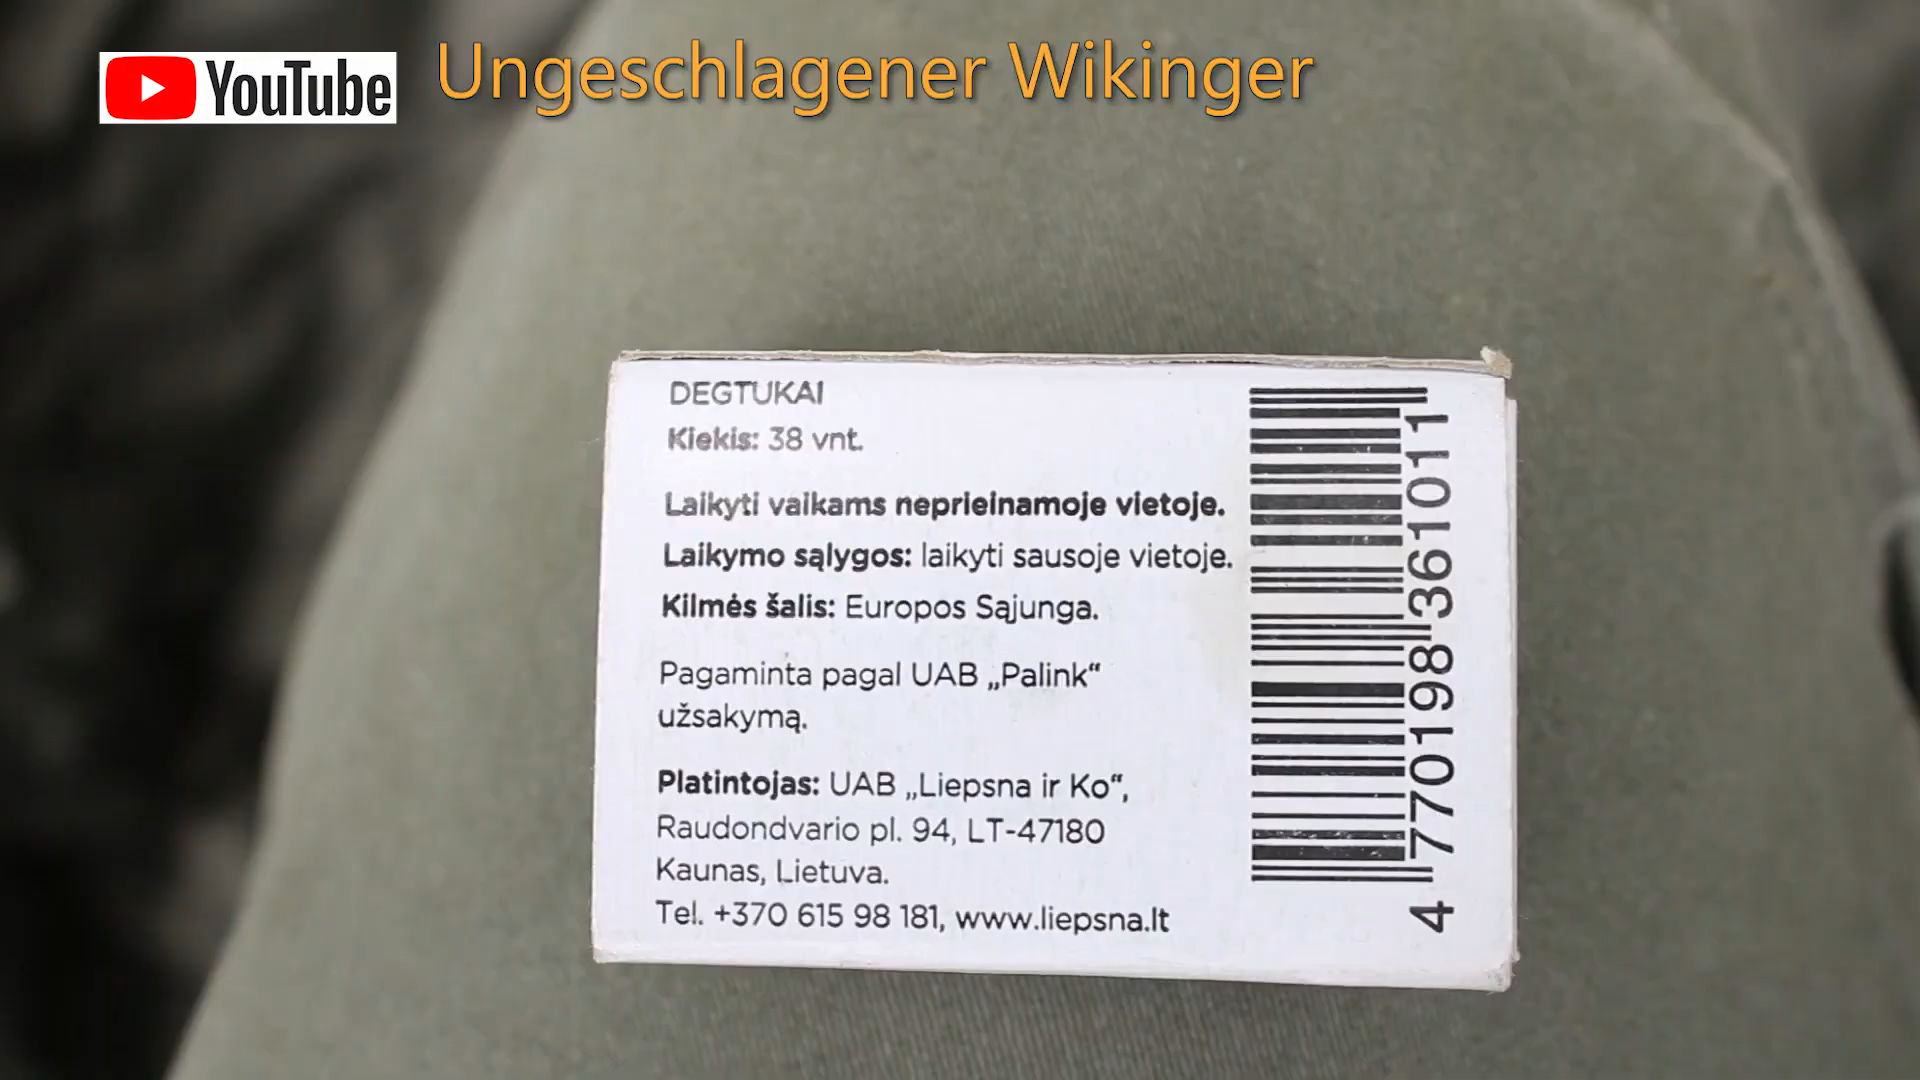 YouTube
Ungeschlagener Wikinger
DEGTUKAI
Kiekis: 38 vnt.
Laikyti vaikams neprieinamoje vietoje.
Laikymo sąlygos: laikyti sausoje vietoje.
Kilmės šalis: Europos Sąjunga.
Pagaminta pagal UAB „Palink“
užsakymą.
Platintojas: UAB „Liepsna ir Ko“,
Raudondvario pl. 94, LT-47180
Kaunas, Lietuva.
Tel. +370 615 98 181, www.liepsna.lt
4 770198 361011